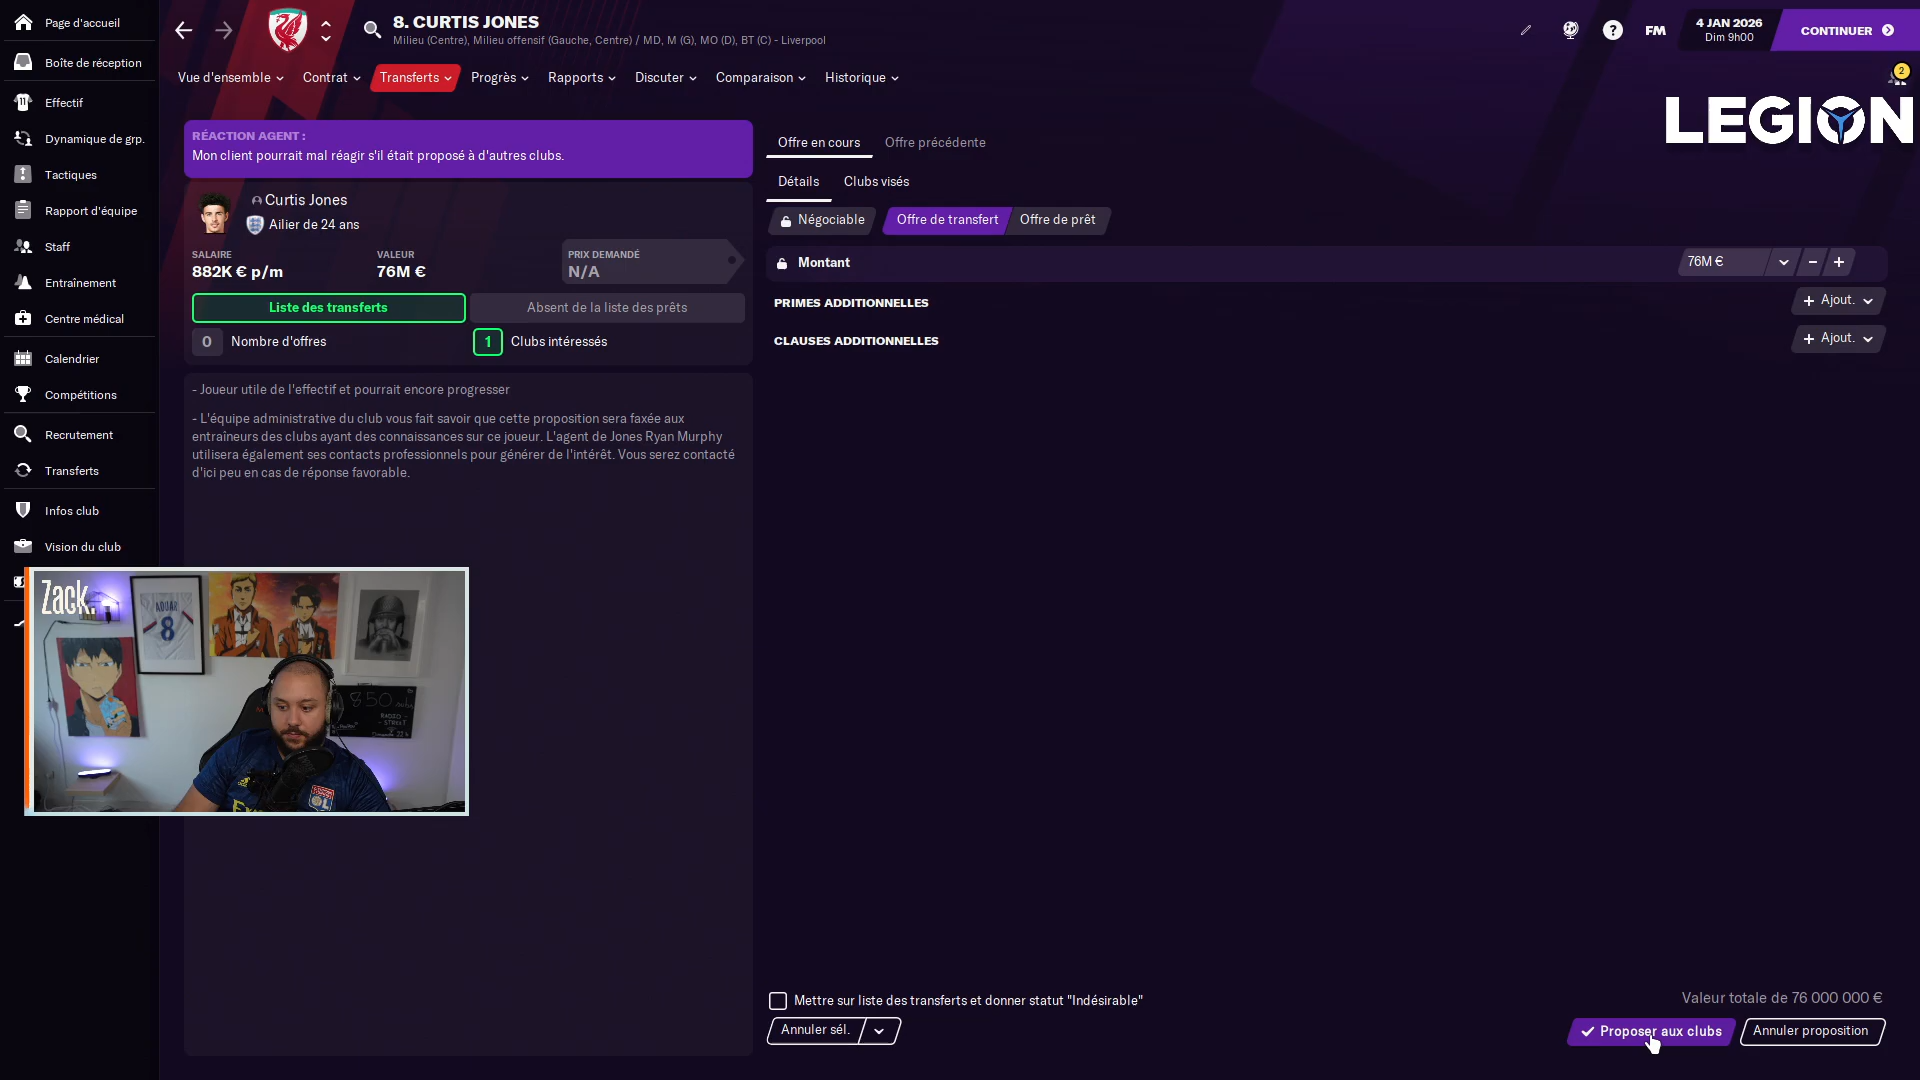 Page d'accueil
Boîte de réception
Effectif
Dynamique de grp.
Tactiques
Rapport d'équipe
Staff
Entraînement
Centre médical
Calendrier
Compétitions
Recrutement
Transferts
Infos club
Vision du club
8. CURTIS JONES
Milieu (Centre), Milieu offensif (Gauche, Centre) / MD, M (G), MO (D), BT (C) - Liverpool
FM
4 JAN 2026
Dim 9h00
CONTINUER
2
Vue d'ensemble
Contrat
Transferts
Progrès
Rapports
Discuter
Comparaison
Historique
LEGION
RÉACTION AGENT :
Mon client pourrait mal réagir s'il était proposé à d'autres clubs.
Curtis Jones
Ailier de 24 ans
SALAIRE
882K € p/m
VALEUR
76M €
PRIX DEMANDÉ
N/A
Liste des transferts
Absent de la liste des prêts
0 Nombre d'offres
1 Clubs intéressés
- Joueur utile de l'effectif et pourrait encore progresser
- L'équipe administrative du club vous fait savoir que cette proposition sera faxée aux
entraîneurs des clubs ayant des connaissances sur ce joueur. L'agent de Jones Ryan Murphy
utilisera également ses contacts professionnels pour générer de l'intérêt. Vous serez contacté
d'ici peu en cas de réponse favorable.
Offre en cours
Offre précédente
Détails
Clubs visés
Négociable
Offre de transfert
Offre de prêt
Montant
76M €
PRIMES ADDITIONNELLES
+ Ajout.
CLAUSES ADDITIONNELLES
+ Ajout.
Zack.
AOUAR
8
850
OL
Mettre sur liste des transferts et donner statut "Indésirable"
Annuler sél.
Valeur totale de 76 000 000 €
Proposer aux clubs
Annuler proposition